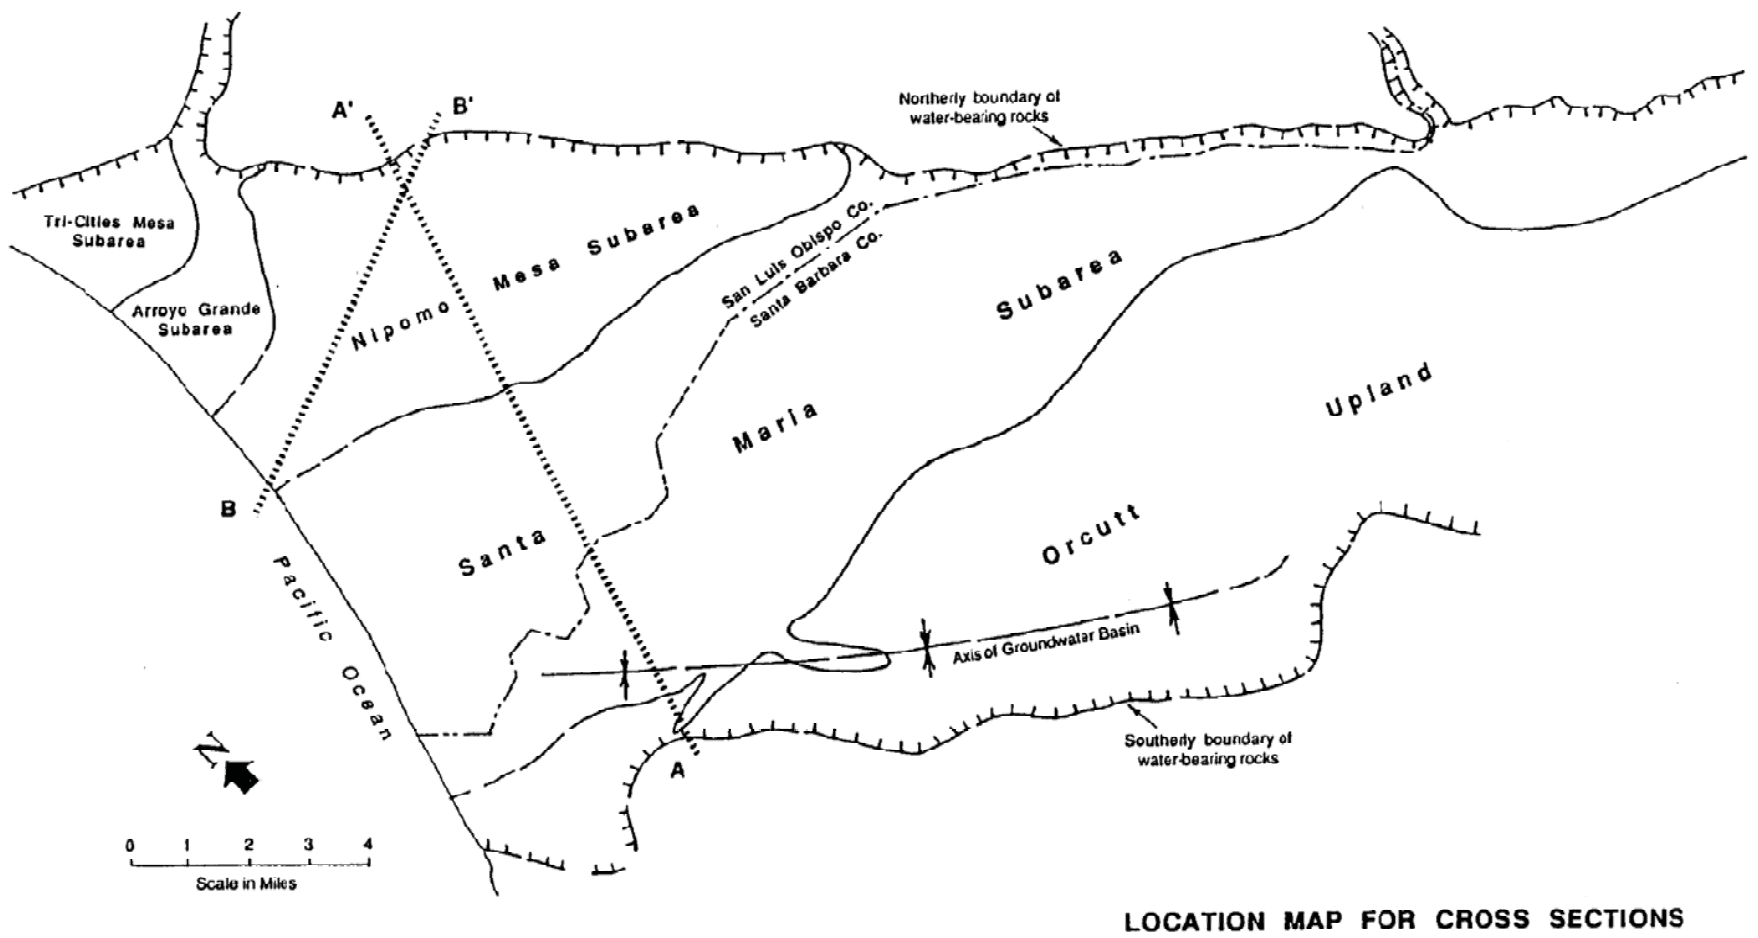 A'
B'
Northerly boundary of
water-bearing rocks
Tri-Cities Mesa
Subarea
Arroyo Grande
Subarea
Nipomo Mesa Subarea
San Luis Obispo Co.
Santa Barbara Co.
Santa Maria Subarea
Orcutt Upland
B
Pacific Ocean
Axis of Groundwater Basin
Southerly boundary of
water-bearing rocks
A
N
0 1 2 3 4
Scale in Miles
LOCATION MAP FOR CROSS SECTIONS